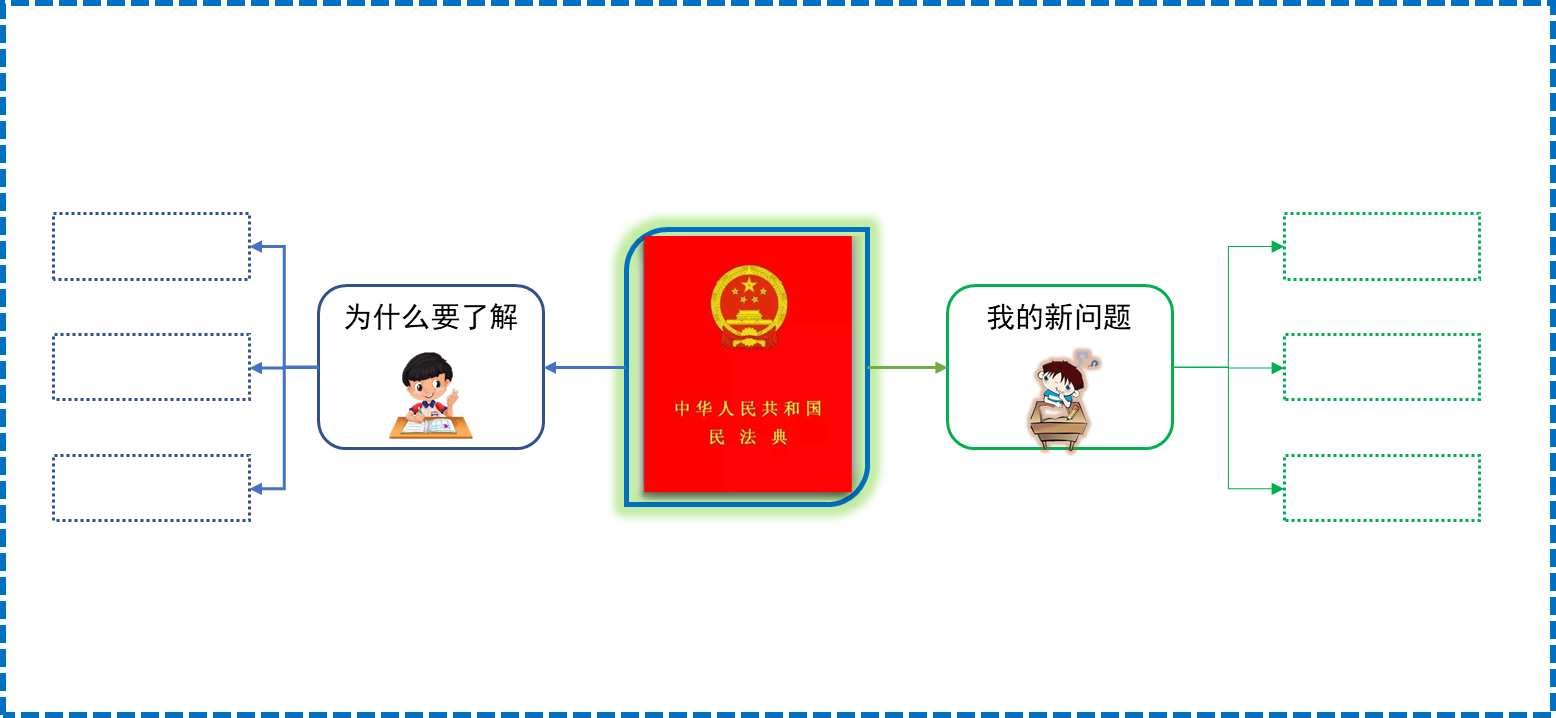 为什么要了解
中华人民共和国
民法典
我的新问题